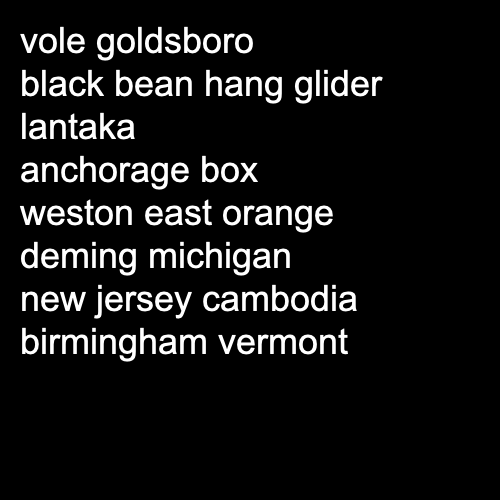 vole goldsboro
black bean hang glider
lantaka
anchorage box
weston east orange
deming michigan
new jersey cambodia
birmingham vermont